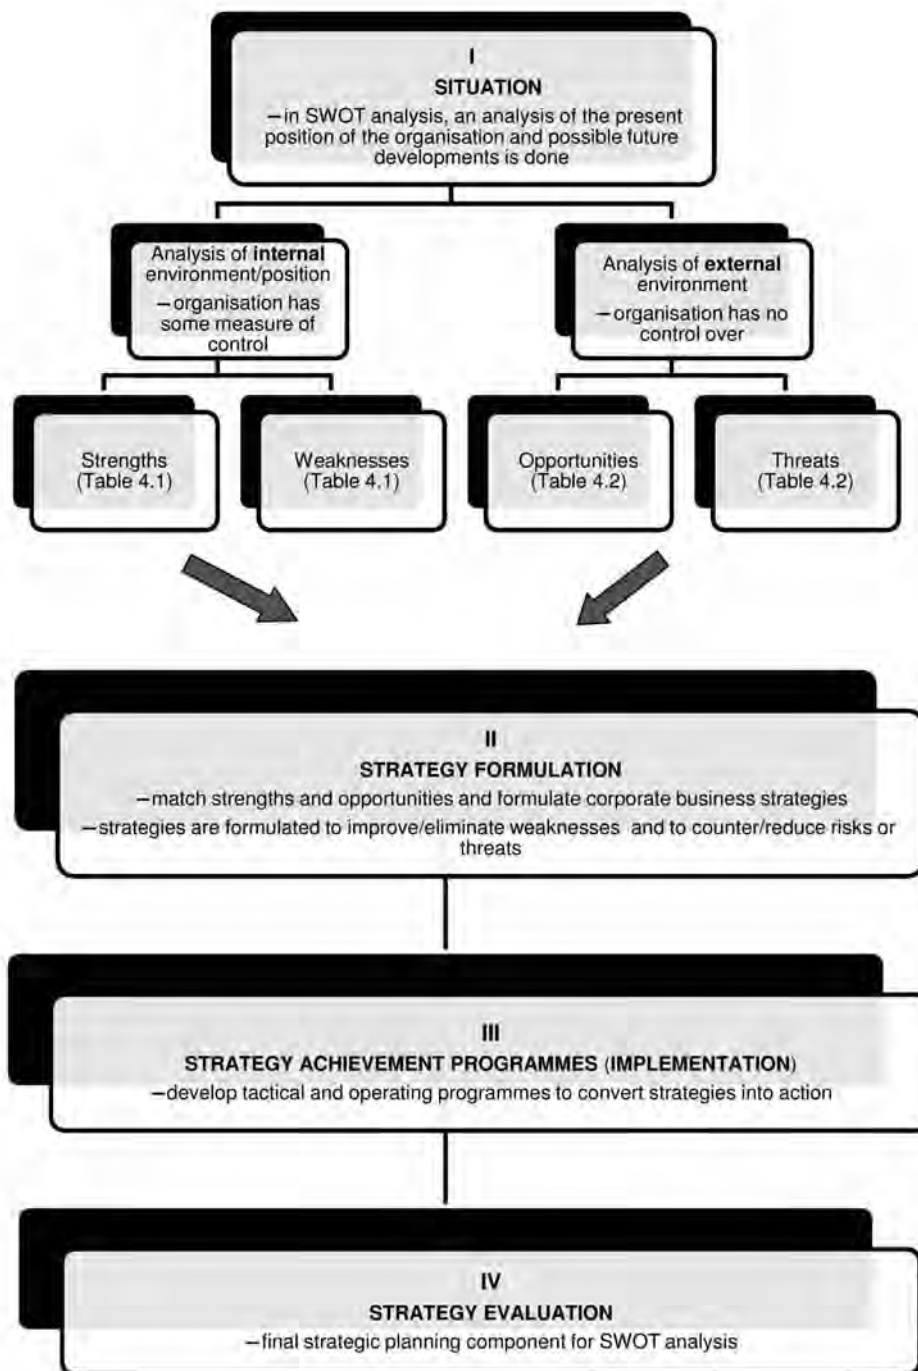 I
SITUATION
–in SWOT analysis, an analysis of the present
position of the organisation and possible future
developments is done
Analysis of internal
environment/position
–organisation has
some measure of
control
Analysis of external
environment
–organisation has no
control over
Strengths
(Table 4.1)
Weaknesses
(Table 4.1)
Opportunities
(Table 4.2)
Threats
(Table 4.2)
II
STRATEGY FORMULATION
–match strengths and opportunities and formulate corporate business strategies
–strategies are formulated to improve/eliminate weaknesses and to counter/reduce risks or
threats
III
STRATEGY ACHIEVEMENT PROGRAMMES (IMPLEMENTATION)
–develop tactical and operating programmes to convert strategies into action
IV
STRATEGY EVALUATION
–final strategic planning component for SWOT analysis